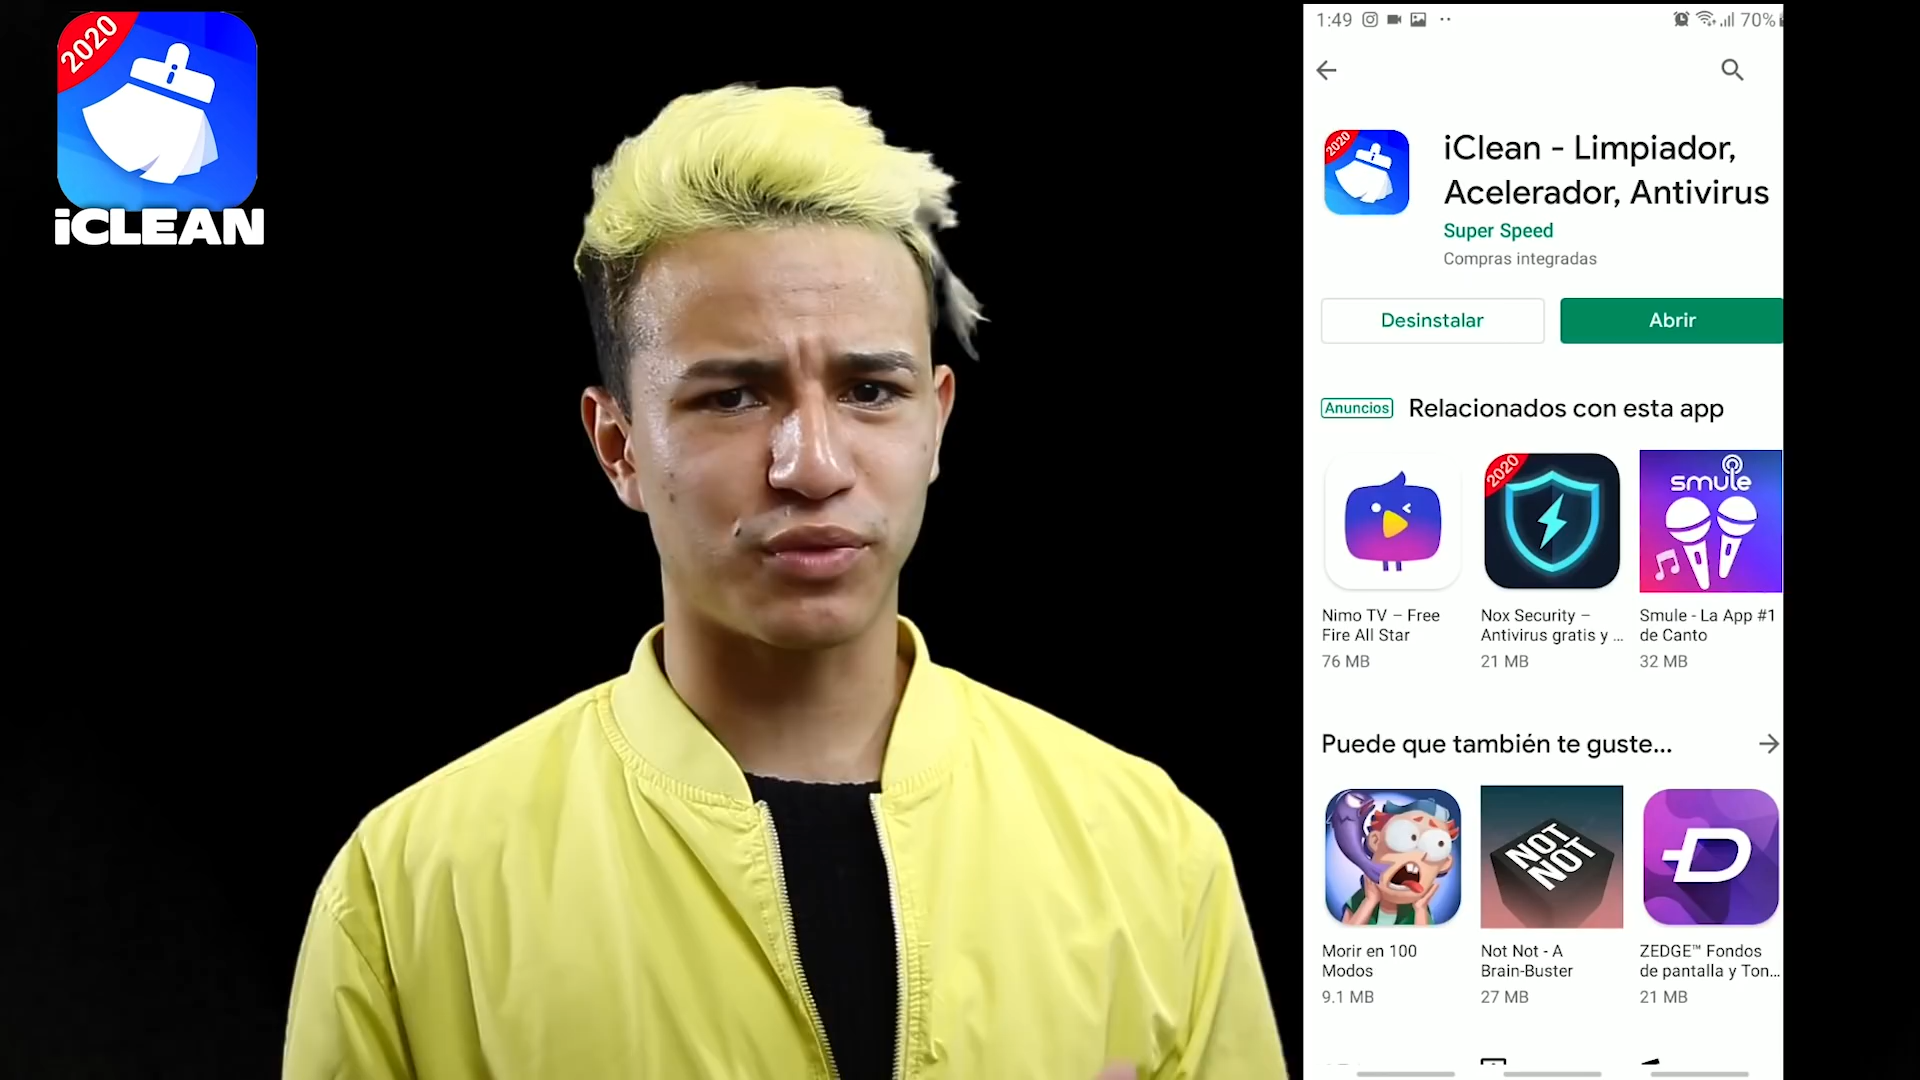 2020
i
iCLEAN
1:49
70%
2020
iClean - Limpiador,
Acelerador, Antivirus
Super Speed
Compras integradas
Desinstalar
Abrir
Anuncios
Relacionados con esta app
2020
smule
Nimo TV – Free
Fire All Star
76 MB
Nox Security –
Antivirus gratis y ...
21 MB
Smule - La App #1
de Canto
32 MB
Puede que también te guste...
NOT
NOT
Morir en 100
Modos
9.1 MB
Not Not - A
Brain-Buster
27 MB
ZEDGE™ Fondos
de pantalla y Ton...
21 MB